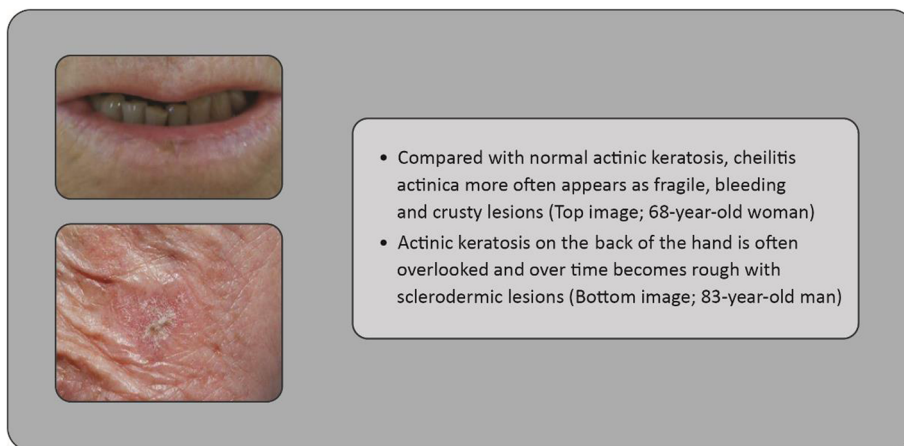 • Compared with normal actinic keratosis, cheilitis
actinica more often appears as fragile, bleeding
and crusty lesions (Top image; 68-year-old woman)
• Actinic keratosis on the back of the hand is often
overlooked and over time becomes rough with
sclerodermic lesions (Bottom image; 83-year-old man)